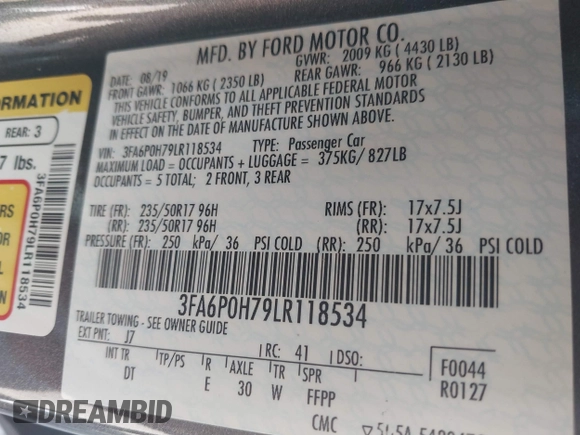 MFD. BY FORD MOTOR CO.
DATE: 08/19 GVWR: 2009 KG ( 4430 LB)
FRONT GAWR: 1066 KG ( 2350 LB) REAR GAWR: 966 KG ( 2130 LB)
THIS VEHICLE CONFORMS TO ALL APPLICABLE FEDERAL MOTOR
VEHICLE SAFETY, BUMPER, AND THEFT PREVENTION STANDARDS
IN EFFECT ON THE DATE OF MANUFACTURE SHOWN ABOVE.
VIN: 3FA6P0H79LR118534 TYPE: Passenger Car
MAXIMUM LOAD = OCCUPANTS + LUGGAGE = 375KG/ 827LB
OCCUPANTS = 5 TOTAL; 2 FRONT, 3 REAR
TIRE (FR): 235/50R17 96H RIMS (FR): 17x7.5J
(RR): 235/50R17 96H (RR): 17x7.5J
PRESSURE (FR): 250 kPa/ 36 PSI COLD (RR): 250 kPa/ 36 PSI COLD
3FA6P0H79LR118534
TRAILER TOWING - SEE OWNER GUIDE
EXT PNT: J7 RC: 41 DSO:
INT TR TP/PS R AXLE TR SPR
DT E 30 W FFPP
F0044
R0127
CMC
ORMATION
REAR: 3
7 lbs.
3FA6P0H79LR118534
RS
OR
L
N
DREAMBID